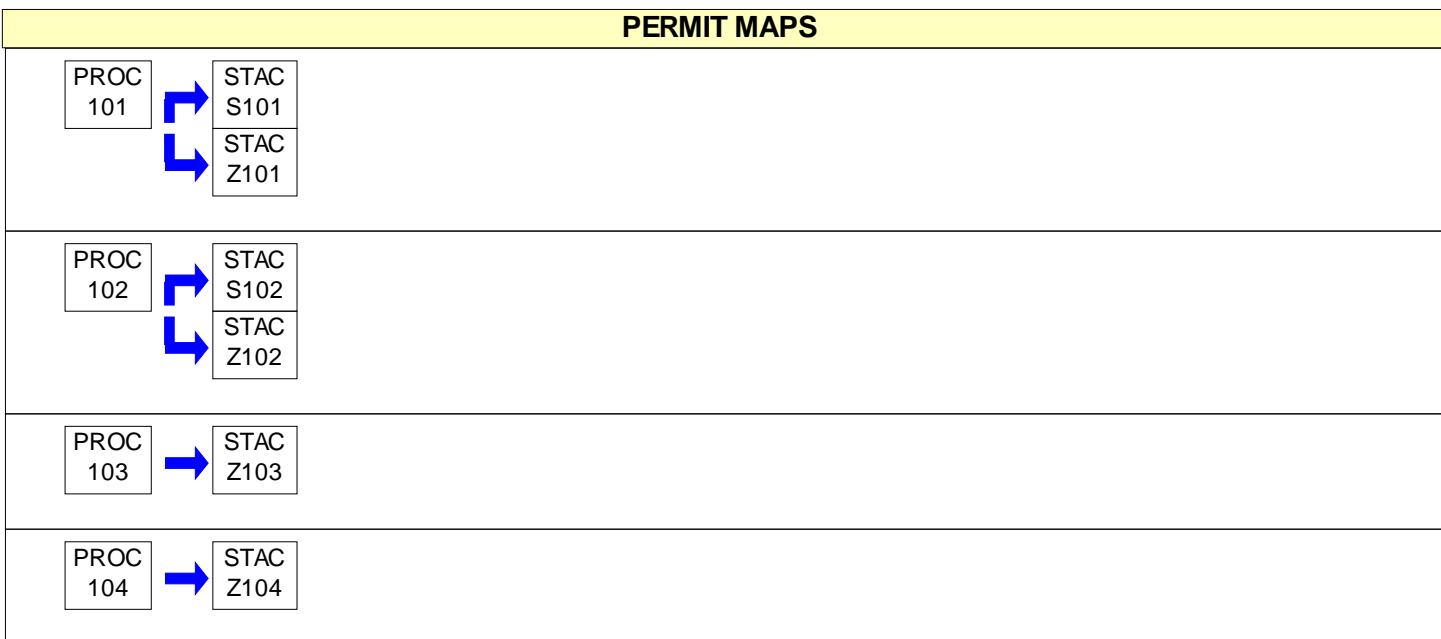 PERMIT MAPS
PROC
101
STAC
S101
STAC
Z101
PROC
102
STAC
S102
STAC
Z102
PROC
103
STAC
Z103
PROC
104
STAC
Z104